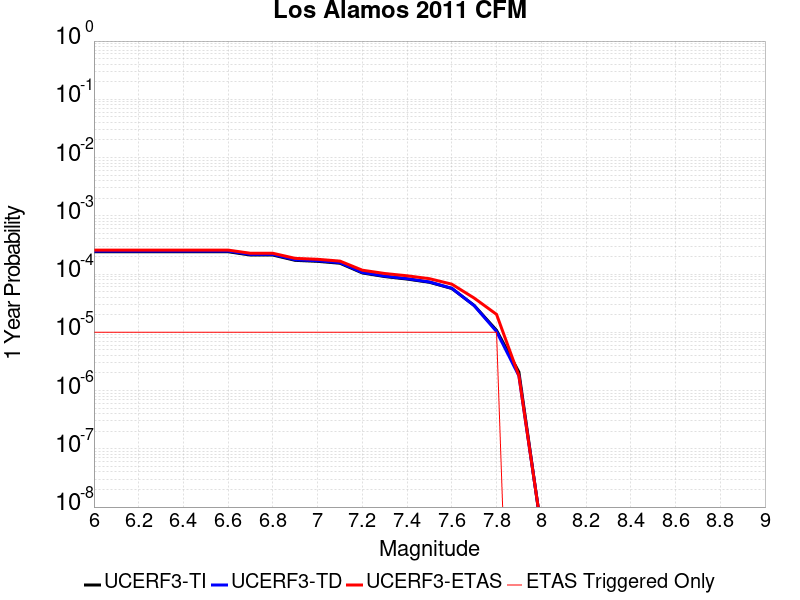 Los Alamos 2011 CFM
10^0
10^-1
10^-2
10^-3
10^-4
10^-5
10^-6
10^-7
10^-8
1 Year Probability
6 6.2 6.4 6.6 6.8 7 7.2 7.4 7.6 7.8 8 8.2 8.4 8.6 8.8 9
Magnitude
UCERF3-TI UCERF3-TD UCERF3-ETAS ETAS Triggered Only